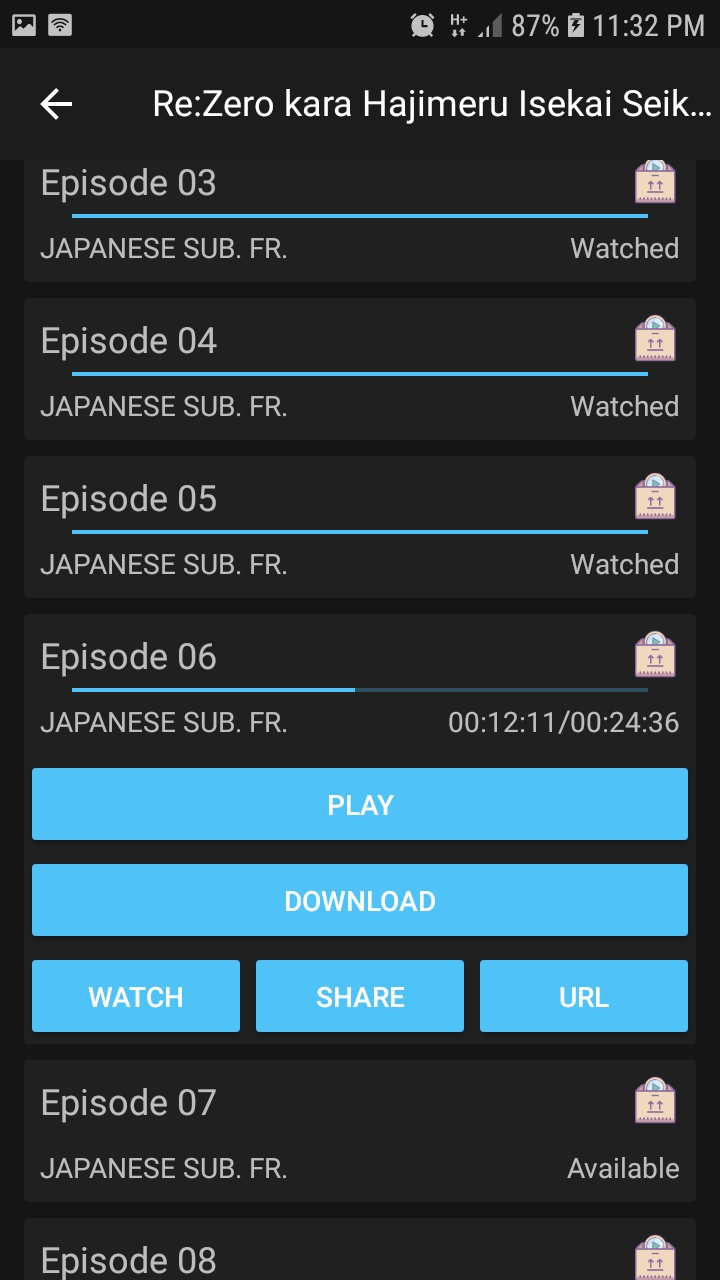 H+ 87% 11:32 PM
Re:Zero kara Hajimeru Isekai Seik...
Episode 03
JAPANESE SUB. FR. Watched
Episode 04
JAPANESE SUB. FR. Watched
Episode 05
JAPANESE SUB. FR. Watched
Episode 06
JAPANESE SUB. FR. 00:12:11/00:24:36
PLAY
DOWNLOAD
WATCH SHARE URL
Episode 07
JAPANESE SUB. FR. Available
Episode 08